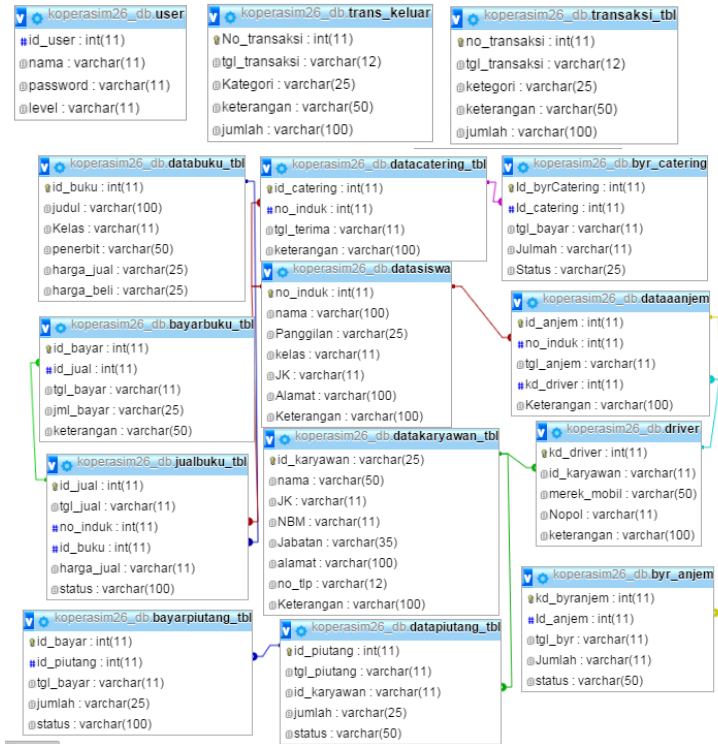 koperasim26_db.user
id_user : int(11)
nama : varchar(11)
password : varchar(11)
level : varchar(11)
koperasim26_db.trans_keluar
No_transaksi : int(11)
tgl_transaksi : varchar(12)
Kategori : varchar(25)
keterangan : varchar(50)
jumlah : varchar(100)
koperasim26_db.transaksi_tbl
no_transaksi : int(11)
tgl_transaksi : varchar(12)
ketegori : varchar(25)
keterangan : varchar(50)
jumlah : varchar(100)
koperasim26_db.databuku_tbl
id_buku : int(11)
judul : varchar(100)
Kelas : varchar(11)
penerbit : varchar(50)
harga_jual : varchar(25)
harga_beli : varchar(25)
koperasim26_db.datacatering_tbl
id_catering : int(11)
no_induk : int(11)
tgl_terima : varchar(11)
keterangan : varchar(100)
koperasim26_db.byr_catering
Id_byrCatering : int(11)
Id_catering : int(11)
tgl_bayar : varchar(11)
Julmah : varchar(11)
Status : varchar(25)
koperasim26_db.datasiswa
no_induk : int(11)
nama : varchar(100)
Panggilan : varchar(25)
kelas : varchar(11)
JK : varchar(11)
Alamat : varchar(100)
Keterangan : varchar(100)
koperasim26_db.dataaanjem
id_anjem : int(11)
no_induk : int(11)
tgl_anjem : varchar(11)
kd_driver : int(11)
Keterangan : varchar(100)
koperasim26_db.bayarbuku_tbl
id_bayar : int(11)
id_jual : int(11)
tgl_bayar : varchar(11)
jml_bayar : varchar(25)
keterangan : varchar(50)
koperasim26_db.datakaryawan_tbl
id_karyawan : varchar(25)
nama : varchar(50)
JK : varchar(11)
NBM : varchar(11)
Jabatan : varchar(35)
alamat : varchar(100)
no_tlp : varchar(12)
Keterangan : varchar(100)
koperasim26_db.driver
kd_driver : int(11)
id_karyawan : varchar(11)
merek_mobil : varchar(50)
Nopol : varchar(11)
keterangan : varchar(100)
koperasim26_db.jualbuku_tbl
id_jual : int(11)
tgl_jual : varchar(11)
no_induk : int(11)
id_buku : int(11)
harga_jual : varchar(11)
status : varchar(100)
koperasim26_db.byr_anjem
kd_byranjem : int(11)
Id_anjem : int(11)
tgl_byr : varchar(11)
Jumlah : varchar(11)
status : varchar(50)
koperasim26_db.bayarpiutang_tbl
id_bayar : int(11)
id_piutang : int(11)
tgl_bayar : varchar(11)
jumlah : varchar(25)
status : varchar(100)
koperasim26_db.datapiutang_tbl
id_piutang : int(11)
tgl_piutang : varchar(11)
id_karyawan : varchar(11)
jumlah : varchar(25)
status : varchar(50)